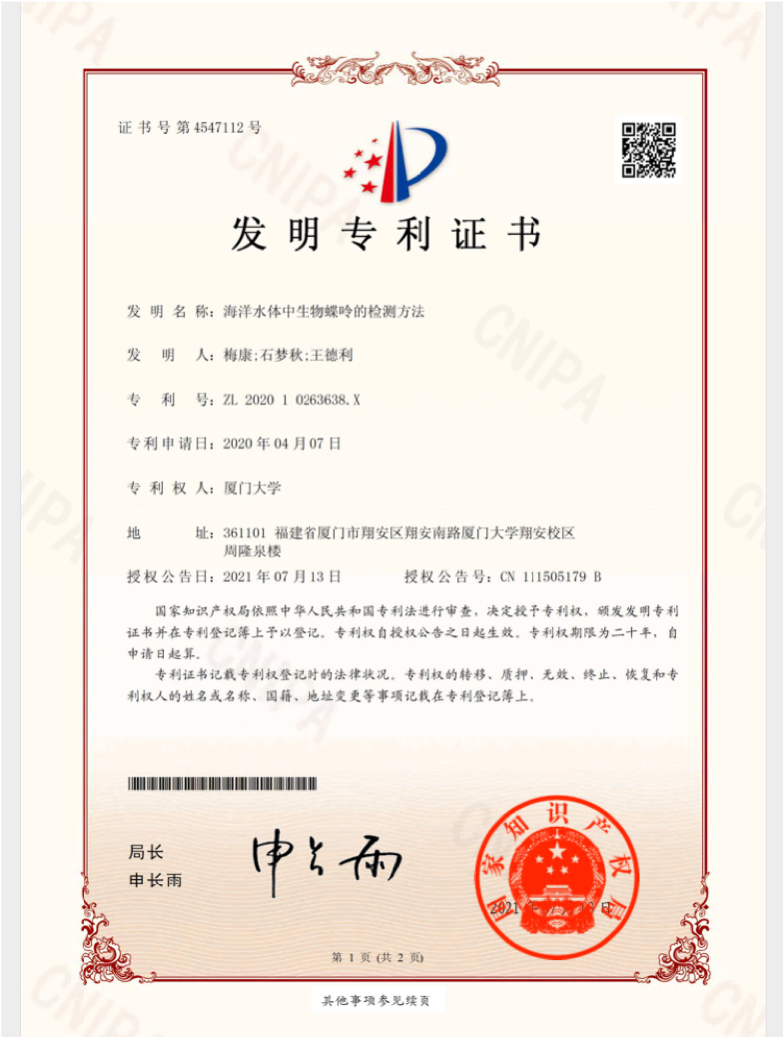 证书号第4547112号
发明专利证书
发明名称：海洋水体中生物蝶呤的检测方法
发明人：梅康;石梦秋;王德利
专利号：ZL 2020 1 0263638.X
专利申请日：2020年04月07日
专利权人：厦门大学
地址：361101 福建省厦门市翔安区翔安南路厦门大学翔安校区
周隆泉楼
授权公告日：2021年07月13日 授权公告号：CN 111505179 B
国家知识产权局依照中华人民共和国专利法进行审查，决定授予专利权，颁发发明专利
证书并在专利登记簿上予以登记。专利权自授权公告之日起生效。专利权期限为二十年，自
申请日起算。
专利证书记载专利权登记时的法律状况。专利权的转移、质押、无效、终止、恢复和专
利权人的姓名或名称、国籍、地址变更等事项记载在专利登记簿上。
局长
申长雨
申长雨
国家知识产权局
2021年07月13日
第 1 页 (共 2 页)
其他事项参见续页
CNIPA
CNIPA
CNIPA
CNIPA